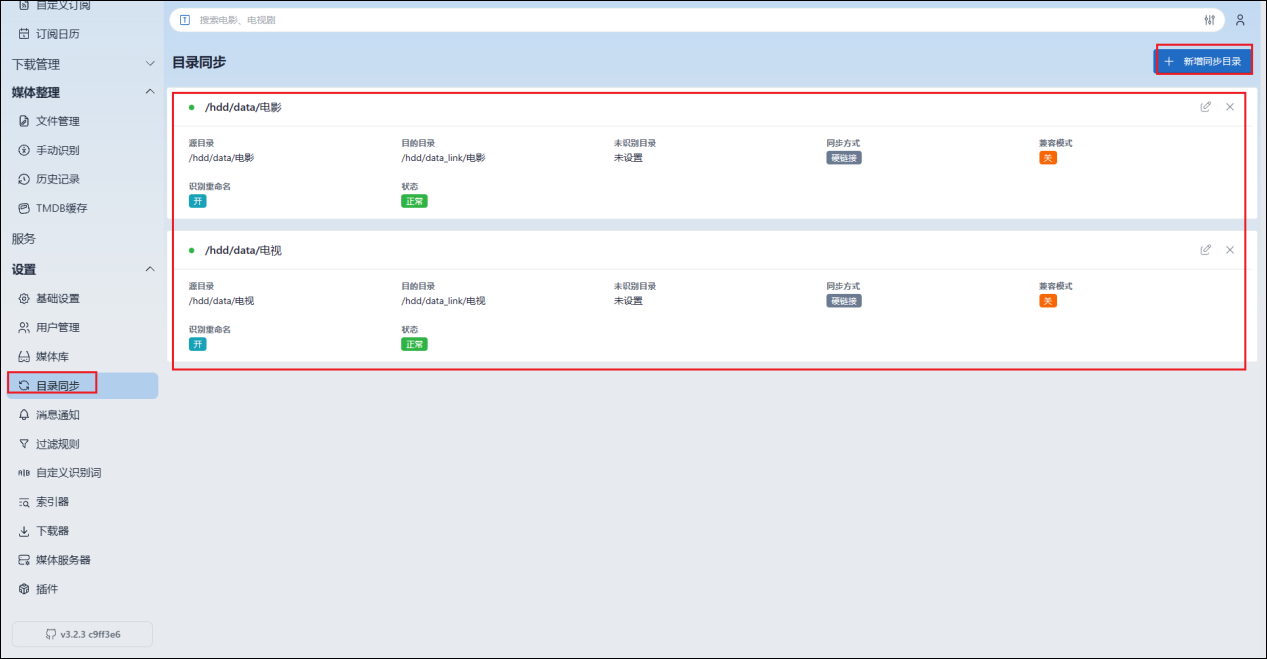 自定义订阅
订阅日历
下载管理
媒体整理
文件管理
手动识别
历史记录
TMDB缓存
服务
设置
基础设置
用户管理
媒体库
目录同步
消息通知
过滤规则
自定义识别词
索引器
下载器
媒体服务器
插件
v3.2.3 c9ff3e6
搜索电影、电视剧
目录同步
新增同步目录
/hdd/data/电影
源目录 目的目录 未识别目录 同步方式 兼容模式
/hdd/data/电影 /hdd/data_link/电影 未设置 硬链接 关
识别重命名 状态
开 正常
/hdd/data/电视
源目录 目的目录 未识别目录 同步方式 兼容模式
/hdd/data/电视 /hdd/data_link/电视 未设置 硬链接 关
识别重命名 状态
开 正常